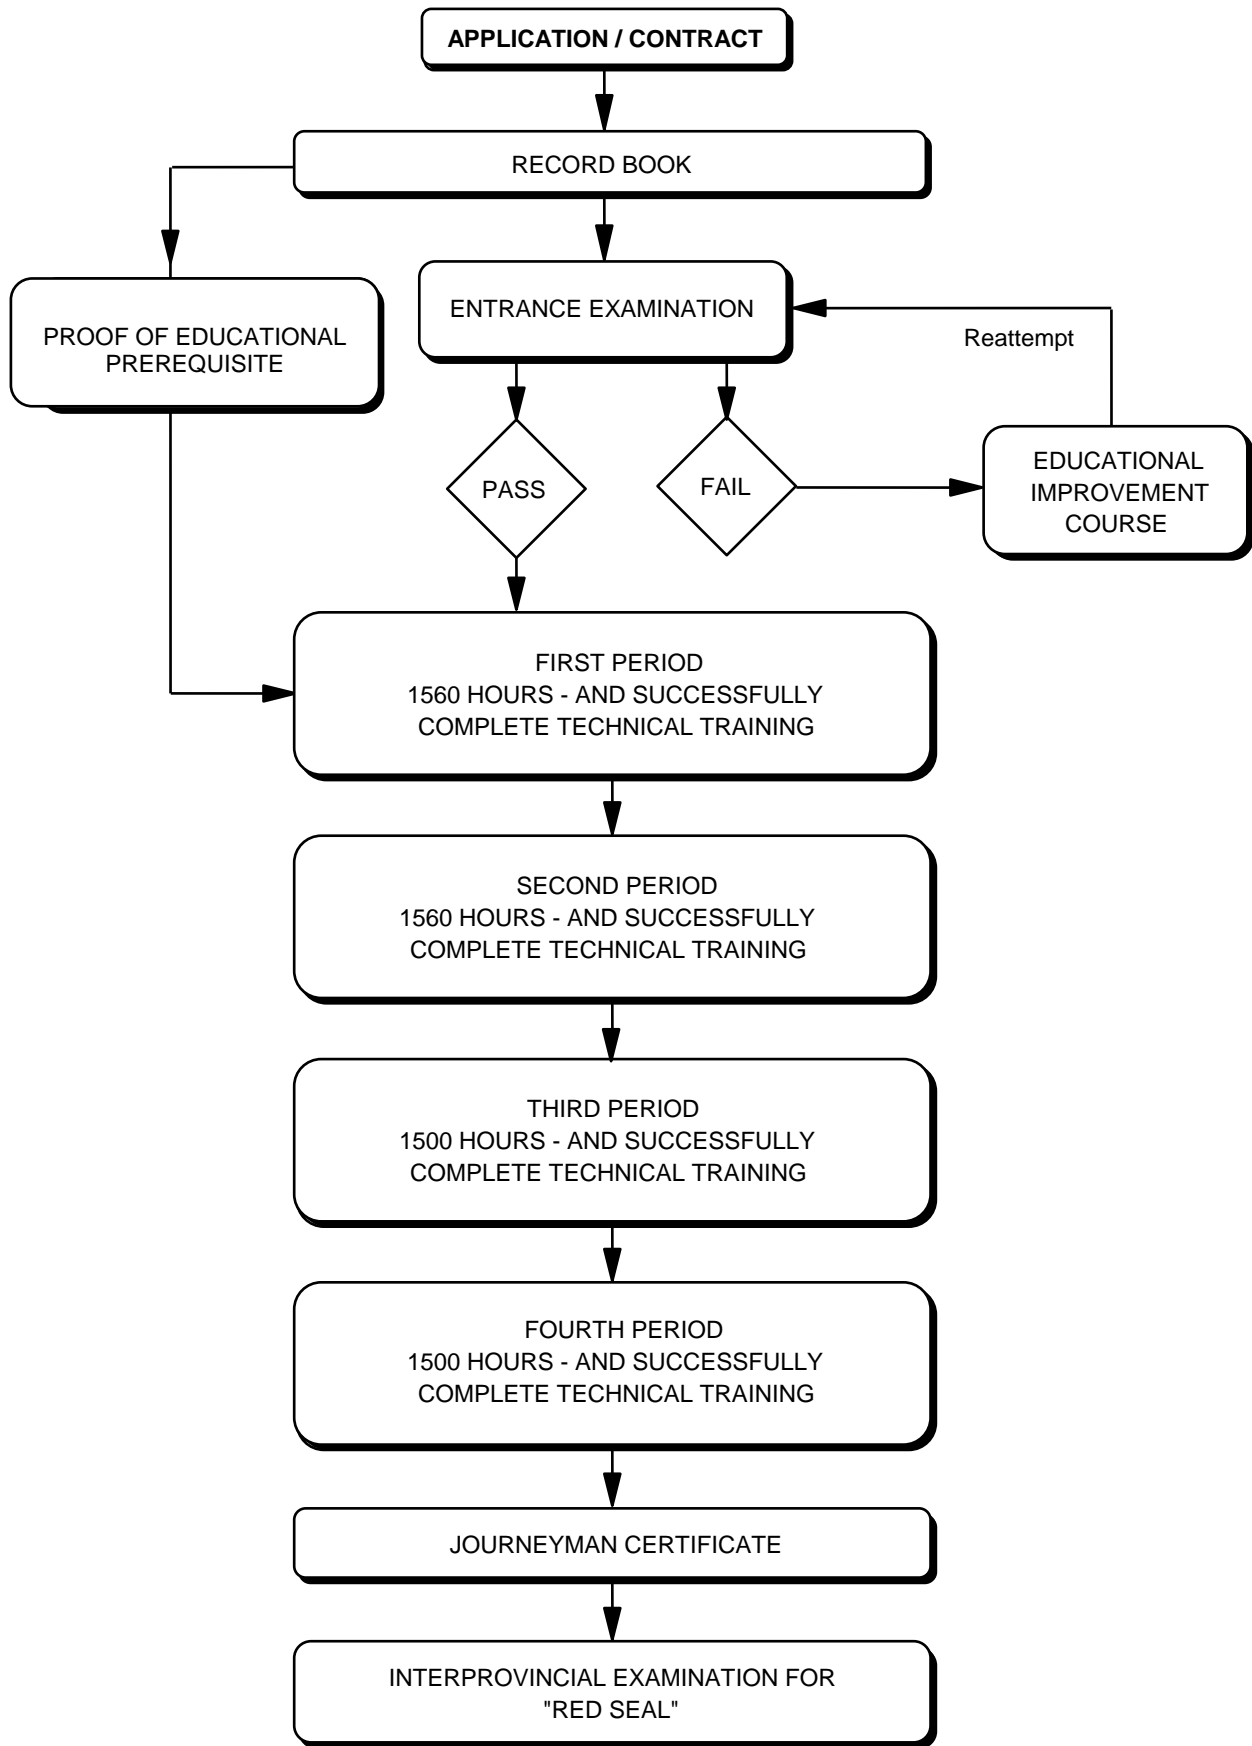 APPLICATION / CONTRACT
RECORD BOOK
PROOF OF EDUCATIONAL
PREREQUISITE
ENTRANCE EXAMINATION
Reattempt
PASS
FAIL
EDUCATIONAL
IMPROVEMENT
COURSE
FIRST PERIOD
1560 HOURS - AND SUCCESSFULLY
COMPLETE TECHNICAL TRAINING
SECOND PERIOD
1560 HOURS - AND SUCCESSFULLY
COMPLETE TECHNICAL TRAINING
THIRD PERIOD
1500 HOURS - AND SUCCESSFULLY
COMPLETE TECHNICAL TRAINING
FOURTH PERIOD
1500 HOURS - AND SUCCESSFULLY
COMPLETE TECHNICAL TRAINING
JOURNEYMAN CERTIFICATE
INTERPROVINCIAL EXAMINATION FOR
"RED SEAL"